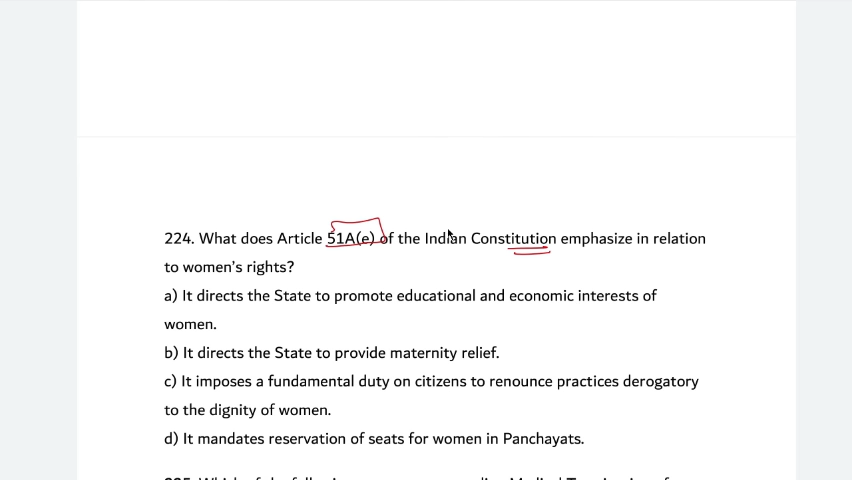 224. What does Article 51A(e) of the Indian Constitution emphasize in relation
to women's rights?
a) It directs the State to promote educational and economic interests of
women.
b) It directs the State to provide maternity relief.
c) It imposes a fundamental duty on citizens to renounce practices derogatory
to the dignity of women.
d) It mandates reservation of seats for women in Panchayats.